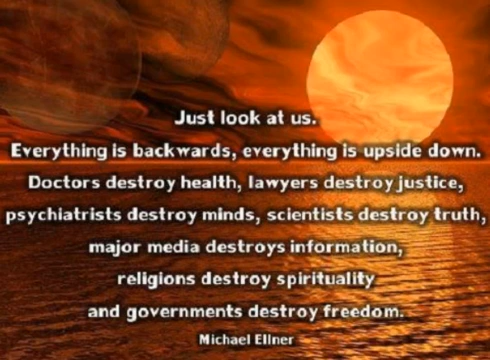 Just look at us.
Everything is backwards, everything is upside down.
Doctors destroy health, lawyers destroy justice,
psychiatrists destroy minds, scientists destroy truth,
major media destroys information,
religions destroy spirituality
and governments destroy freedom.
Michael Ellner